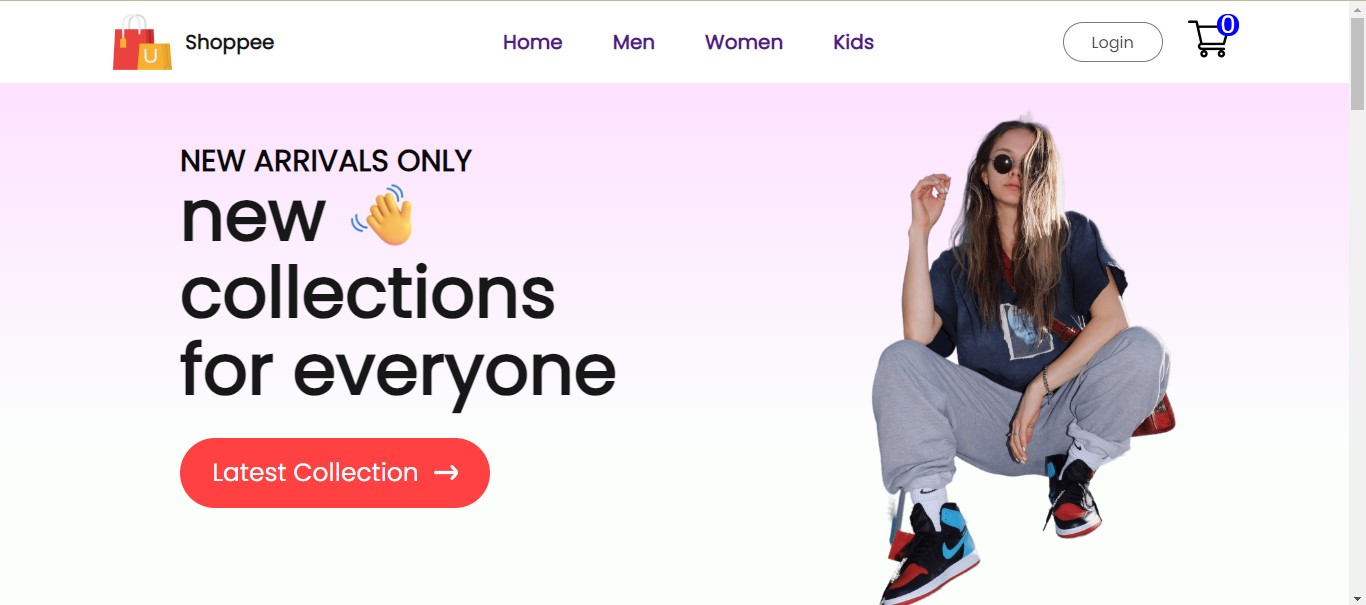 U
Shoppee
Home
Men
Women
Kids
Login
0
NEW ARRIVALS ONLY
new 👋
collections
for everyone
Latest Collection →